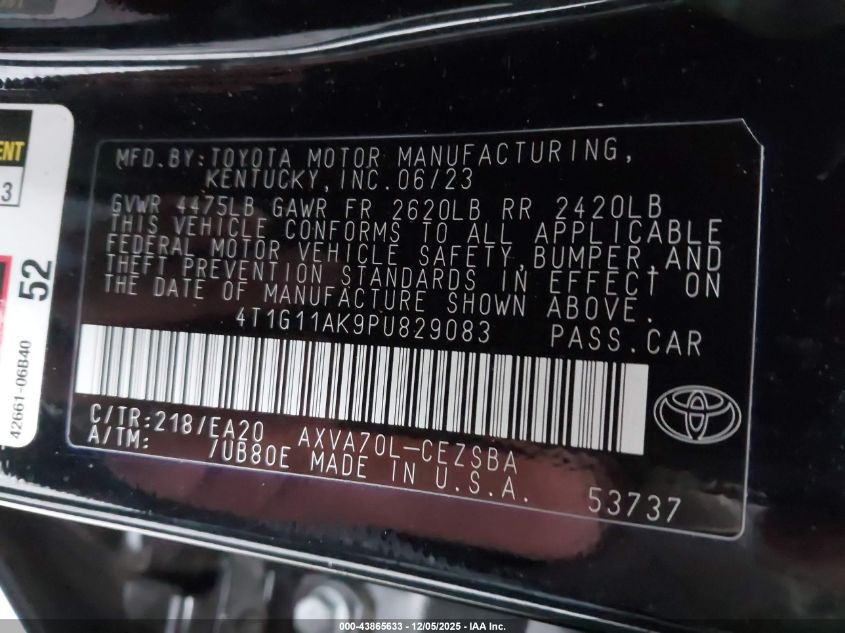 ENT
3
52
42661-06B40
MFD.BY:TOYOTA MOTOR MANUFACTURING,
KENTUCKY,INC.06/23
GVWR 4475LB GAWR FR 2620LB RR 2420LB
THIS VEHICLE CONFORMS TO ALL APPLICABLE
FEDERAL MOTOR VEHICLE SAFETY,BUMPER,AND
THEFT PREVENTION STANDARDS IN EFFECT ON
THE DATE OF MANUFACTURE SHOWN ABOVE.
4T1G11AK9PU829083 PASS.CAR
C/TR:218/EA20 AXVA70L-CEZSBA
A/TM: /UB80E MADE IN U.S.A.
53737
000-43865633 - 12/05/2025 - IAA Inc.